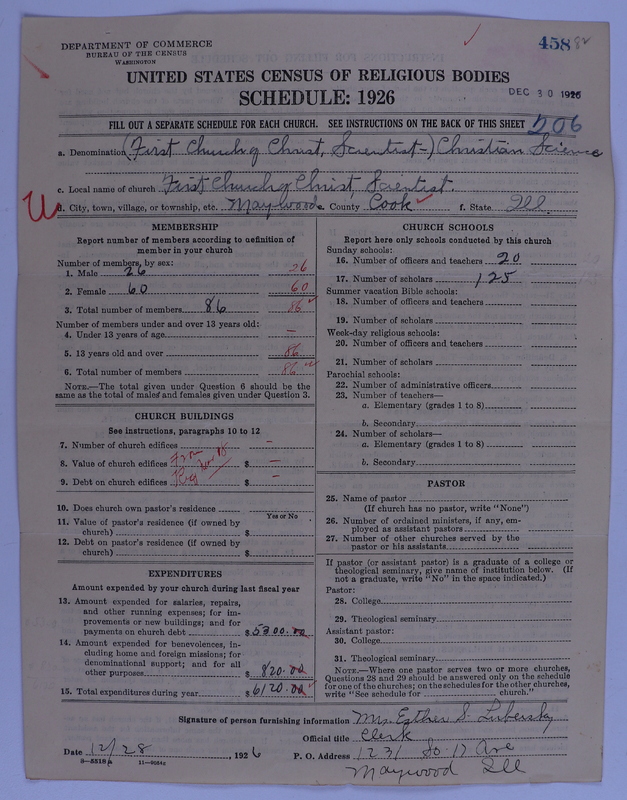 DEPARTMENT OF COMMERCE
BUREAU OF THE CENSUS
WASHINGTON
458 82
UNITED STATES CENSUS OF RELIGIOUS BODIES
SCHEDULE: 1926
DEC 30 1926
FILL OUT A SEPARATE SCHEDULE FOR EACH CHURCH. SEE INSTRUCTIONS ON THE BACK OF THIS SHEET
206
a. Denomination (First Church of Christ, Scientist-) Christian Science
c. Local name of church First Church of Christ, Scientist.
U
d. City, town, village, or township, etc. Maywood e. County Cook f. State Ill.
MEMBERSHIP
Report number of members according to definition of member in your church
Number of members, by sex:
1. Male 26 26
2. Female 60 60
3. Total number of members 86 86
Number of members under and over 13 years old:
4. Under 13 years of age —
5. 13 years old and over 86
6. Total number of members 86
NOTE.—The total given under Question 6 should be the same as the total of males and females given under Question 3.
CHURCH BUILDINGS
See instructions, paragraphs 10 to 12
7. Number of church edifices —
8. Value of church edifices $ —
9. Debt on church edifices $ —
10. Does church own pastor's residence
Yes or No
11. Value of pastor's residence (if owned by church) $
12. Debt on pastor's residence (if owned by church) $
EXPENDITURES
Amount expended by your church during last fiscal year
13. Amount expended for salaries, repairs, and other running expenses; for improvements or new buildings; and for payments on church debt $ 5300.00
14. Amount expended for benevolences, including home and foreign missions; for denominational support; and for all other purposes $ 820.00
15. Total expenditures during year $ 6120.00
CHURCH SCHOOLS
Report here only schools conducted by this church
Sunday schools:
16. Number of officers and teachers 20
17. Number of scholars 125
Summer vacation Bible schools:
18. Number of officers and teachers
19. Number of scholars
Week-day religious schools:
20. Number of officers and teachers
21. Number of scholars
Parochial schools:
22. Number of administrative officers
23. Number of teachers—
a. Elementary (grades 1 to 8)
b. Secondary
24. Number of scholars—
a. Elementary (grades 1 to 8)
b. Secondary
PASTOR
25. Name of pastor
(If church has no pastor, write "None")
26. Number of ordained ministers, if any, employed as assistant pastors
27. Number of other churches served by the pastor or his assistants
If pastor (or assistant pastor) is a graduate of a college or theological seminary, give name of institution below. (If not a graduate, write "No" in the space indicated.)
Pastor:
28. College
29. Theological seminary
Assistant pastor:
30. College
31. Theological seminary
NOTE.—Where one pastor serves two or more churches, Questions 28 and 29 should be answered only on the schedule for one of the churches; on the schedules for the other churches, write "See schedule for church."
Signature of person furnishing information Mrs. Esther S. Lubersky
Official title Clerk
Date 12/28, 1926 P. O. Address 1231 So. 17 Ave
8—5518a 11—9554a
Maywood Ill